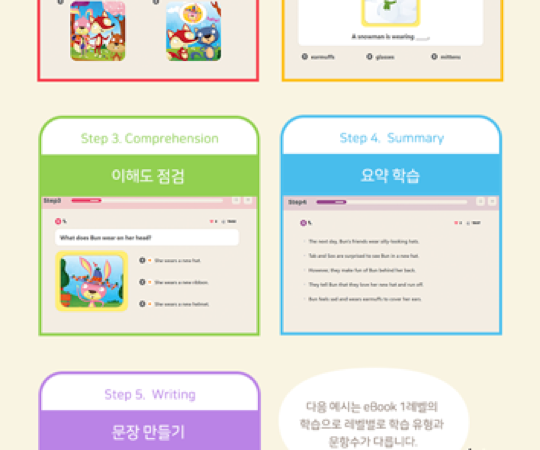 A snowman is wearing ____.
earmuffs
glasses
mittens
Step 3. Comprehension
이해도 점검
Step3
What does Bun wear on her head?
She wears a new hat.
She wears a new ribbon.
She wears a new helmet.
Step 4. Summary
요약 학습
Step4
The next day, Bun's friends wear silly-looking hats.
Tab and Soo are surprised to see Bun in a new hat.
However, they make fun of Bun behind her back.
They tell Bun that they love her new hat and run off.
Bun feels sad and wears earmuffs to cover her ears.
Step 5. Writing
문장 만들기
다음 예시는 eBook 1레벨의
학습으로 레벨별로 학습 유형과
문항수가 다릅니다.